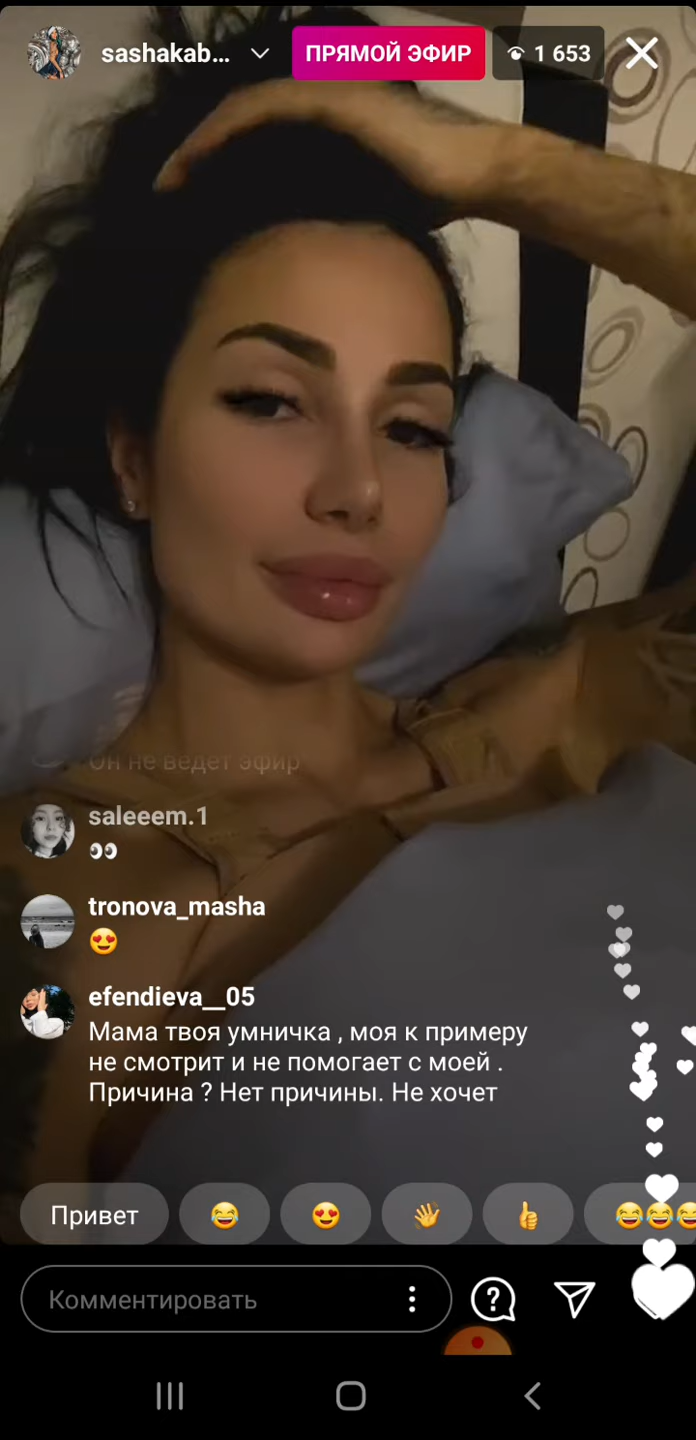 sashakab...
ПРЯМОЙ ЭФИР
1 653
Он не ведет эфир
saleeem.1
👀
tronova_masha
😍
efendieva__05
Мама твоя умничка , моя к примеру
не смотрит и не помогает с моей .
Причина ? Нет причины. Не хочет
Привет 😂 😍 👋 👍 😂😂😂
Комментировать